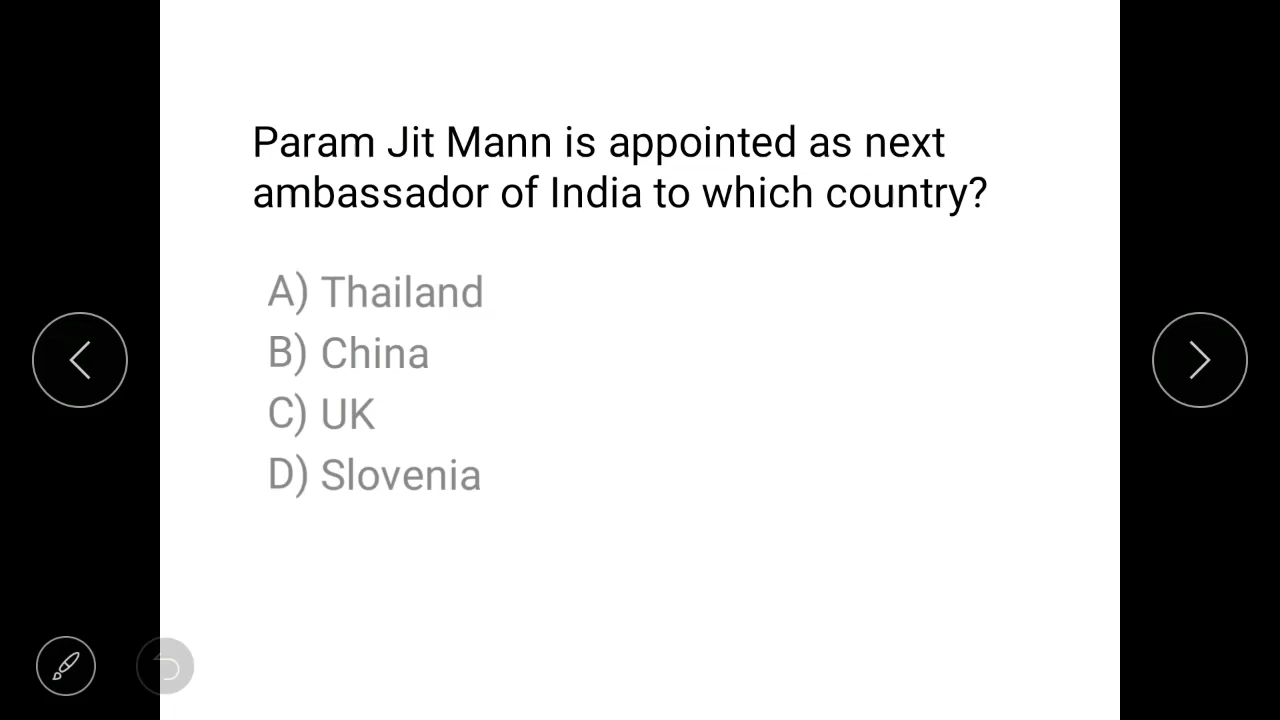 Param Jit Mann is appointed as next
ambassador of India to which country?
A) Thailand
B) China
C) UK
D) Slovenia